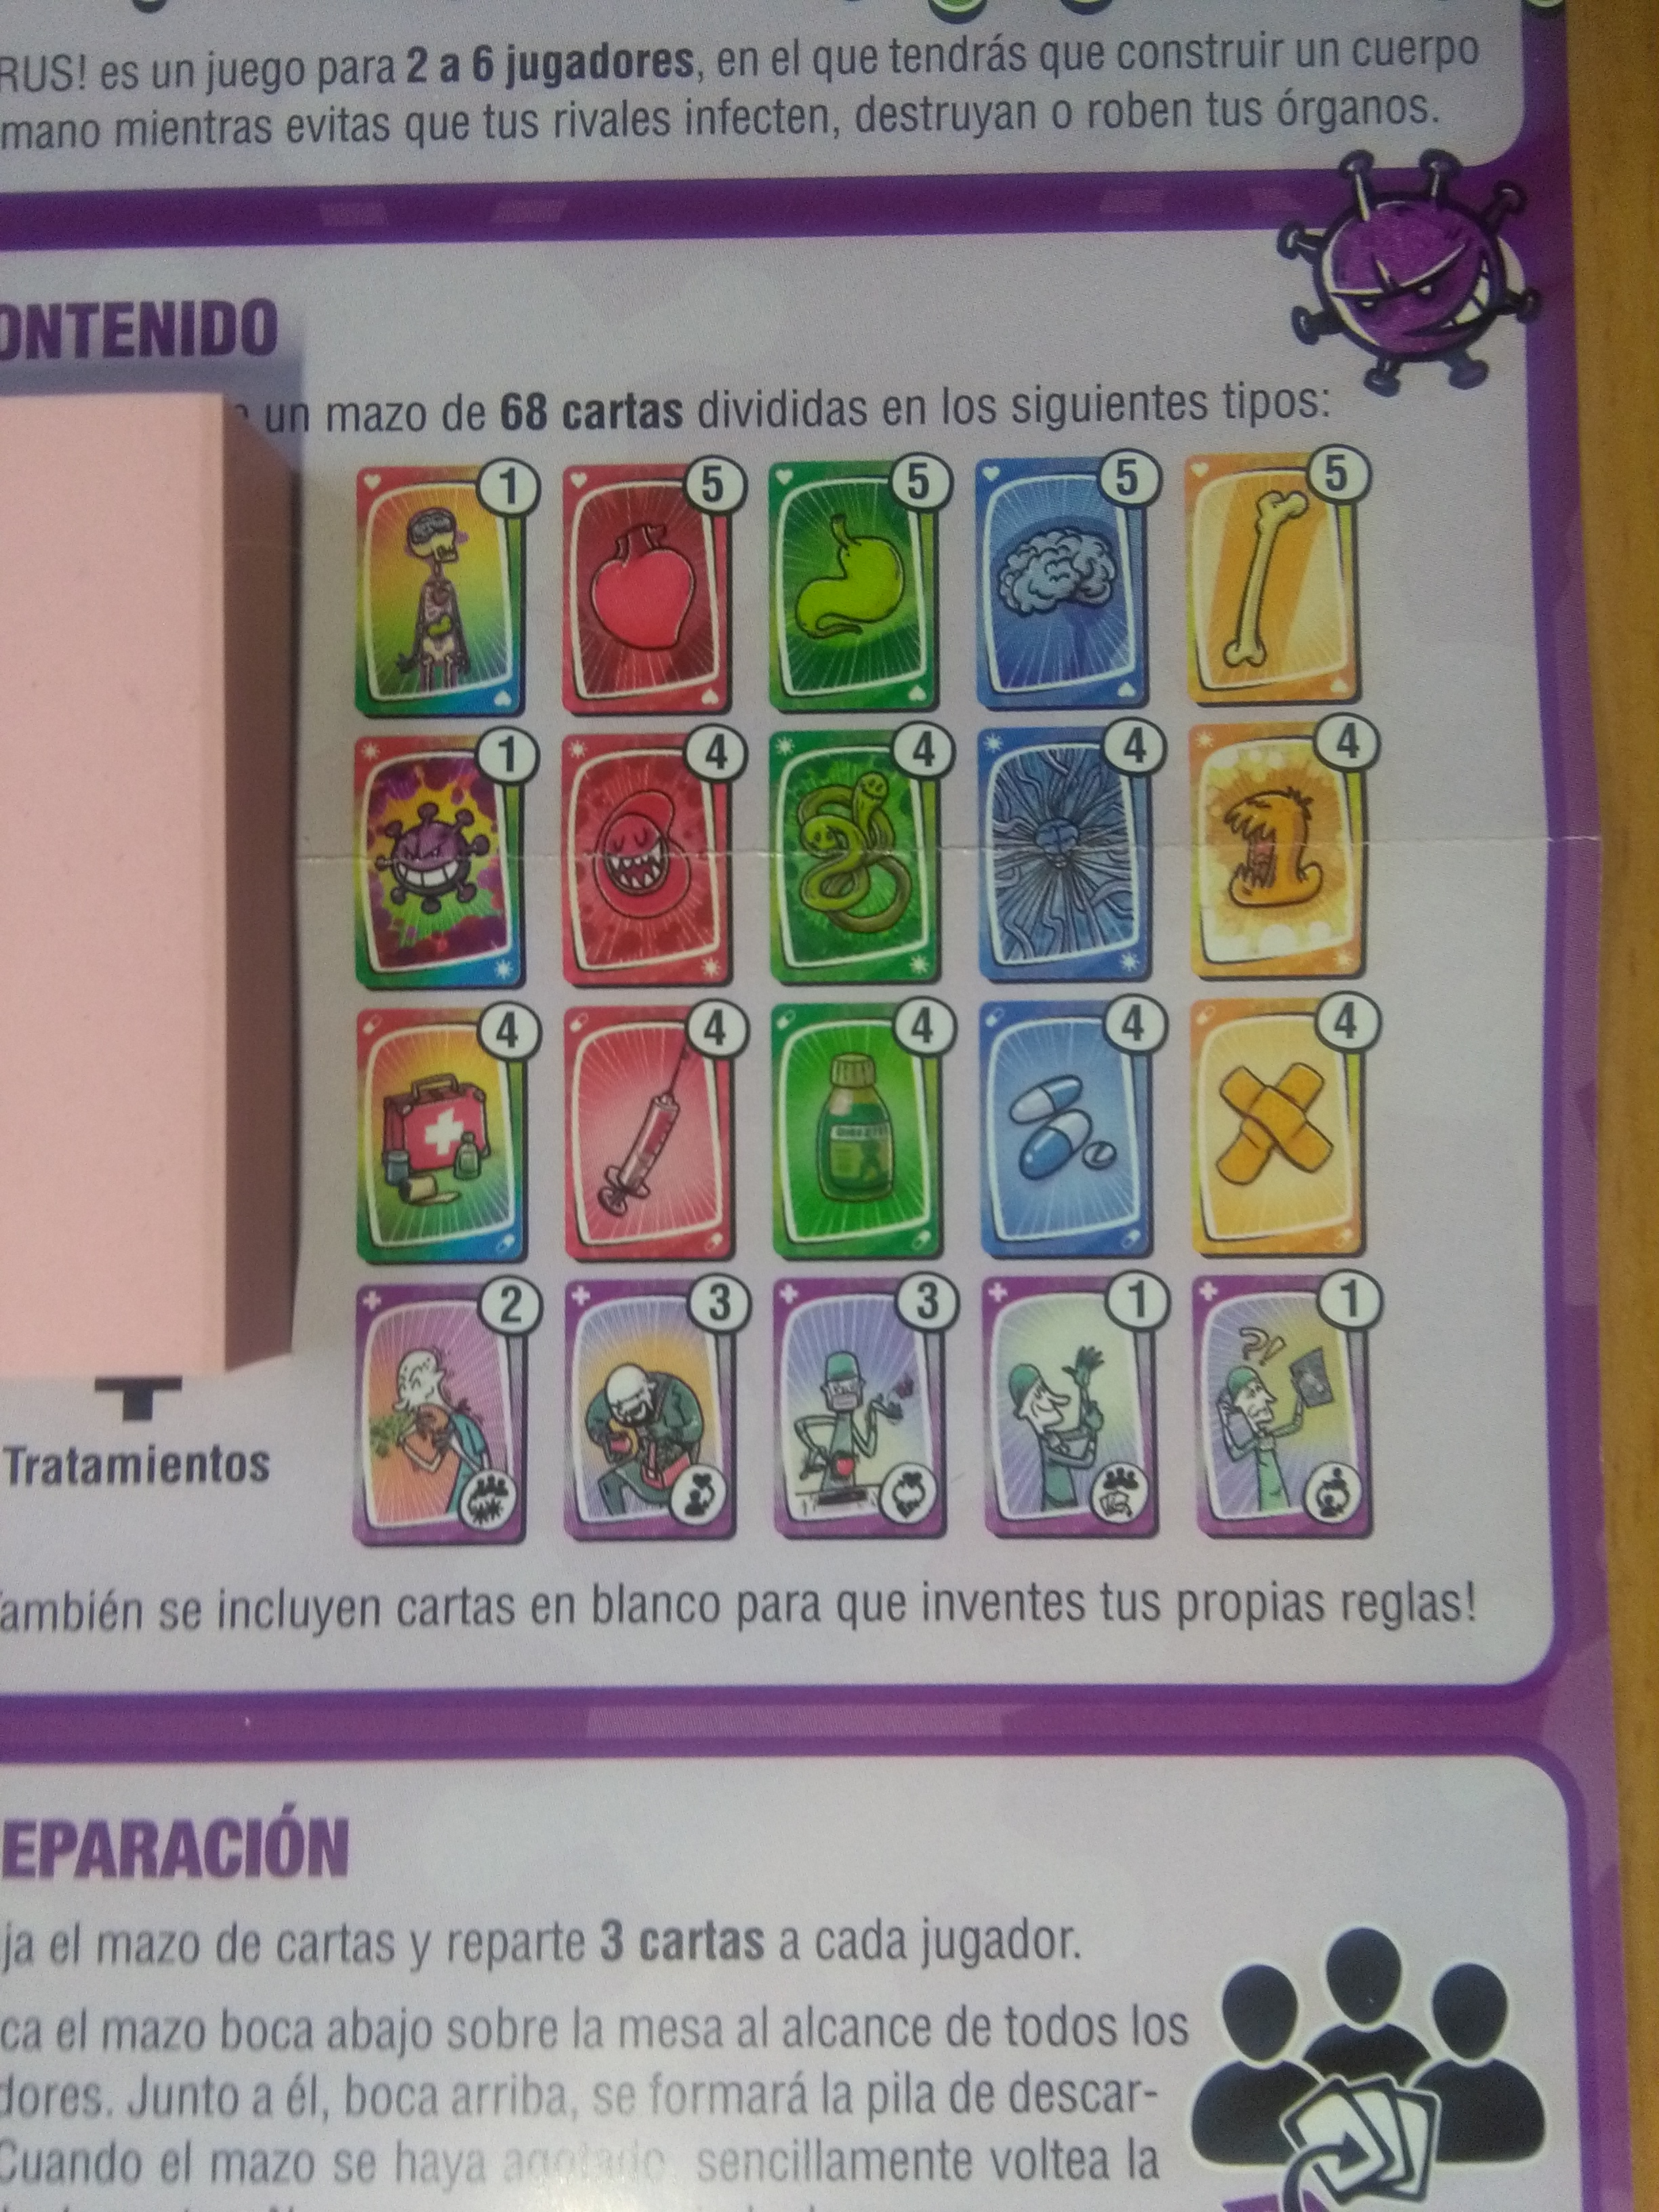 RUS! es un juego para 2 a 6 jugadores, en el que tendrás que construir un cuerpo
mano mientras evitas que tus rivales infecten, destruyan o roben tus órganos.
ONTENIDO
un mazo de 68 cartas divididas en los siguientes tipos:
1 5 5 5 5
1 4 4 4 4
4 4 4 4 4
2 3 3 1 1
?!
Tratamientos
ambién se incluyen cartas en blanco para que inventes tus propias reglas!
EPARACIÓN
ja el mazo de cartas y reparte 3 cartas a cada jugador.
ca el mazo boca abajo sobre la mesa al alcance de todos los
dores. Junto a él, boca arriba, se formará la pila de descar-
Cuando el mazo se haya agotado, sencillamente voltea la